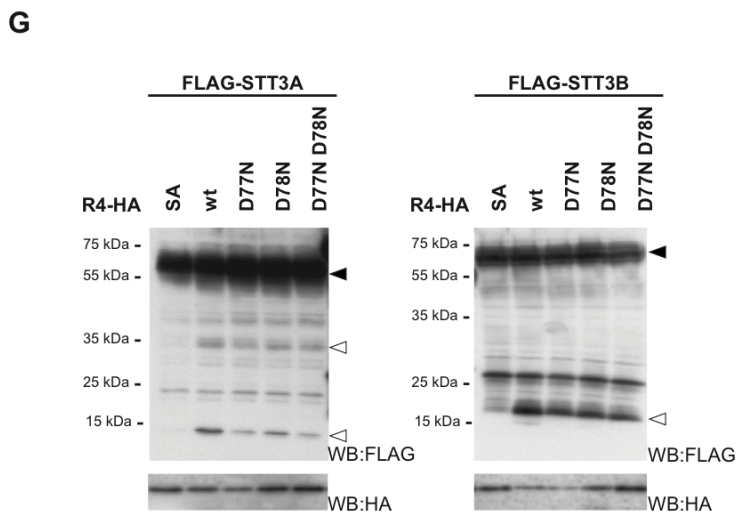 G
FLAG-STT3A
R4-HA
SA
wt
D77N
D78N
D77N D78N
75 kDa
55 kDa
35 kDa
25 kDa
15 kDa
WB:FLAG
WB:HA
FLAG-STT3B
R4-HA
SA
wt
D77N
D78N
D77N D78N
75 kDa
55 kDa
35 kDa
25 kDa
15 kDa
WB:FLAG
WB:HA